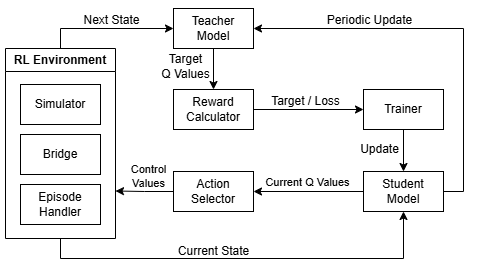 Next State
Teacher
Model
Periodic Update
RL Environment
Target
Q Values
Simulator
Reward
Calculator
Target / Loss
Trainer
Bridge
Update
Control
Values
Action
Selector
Current Q Values
Student
Model
Episode
Handler
Current State